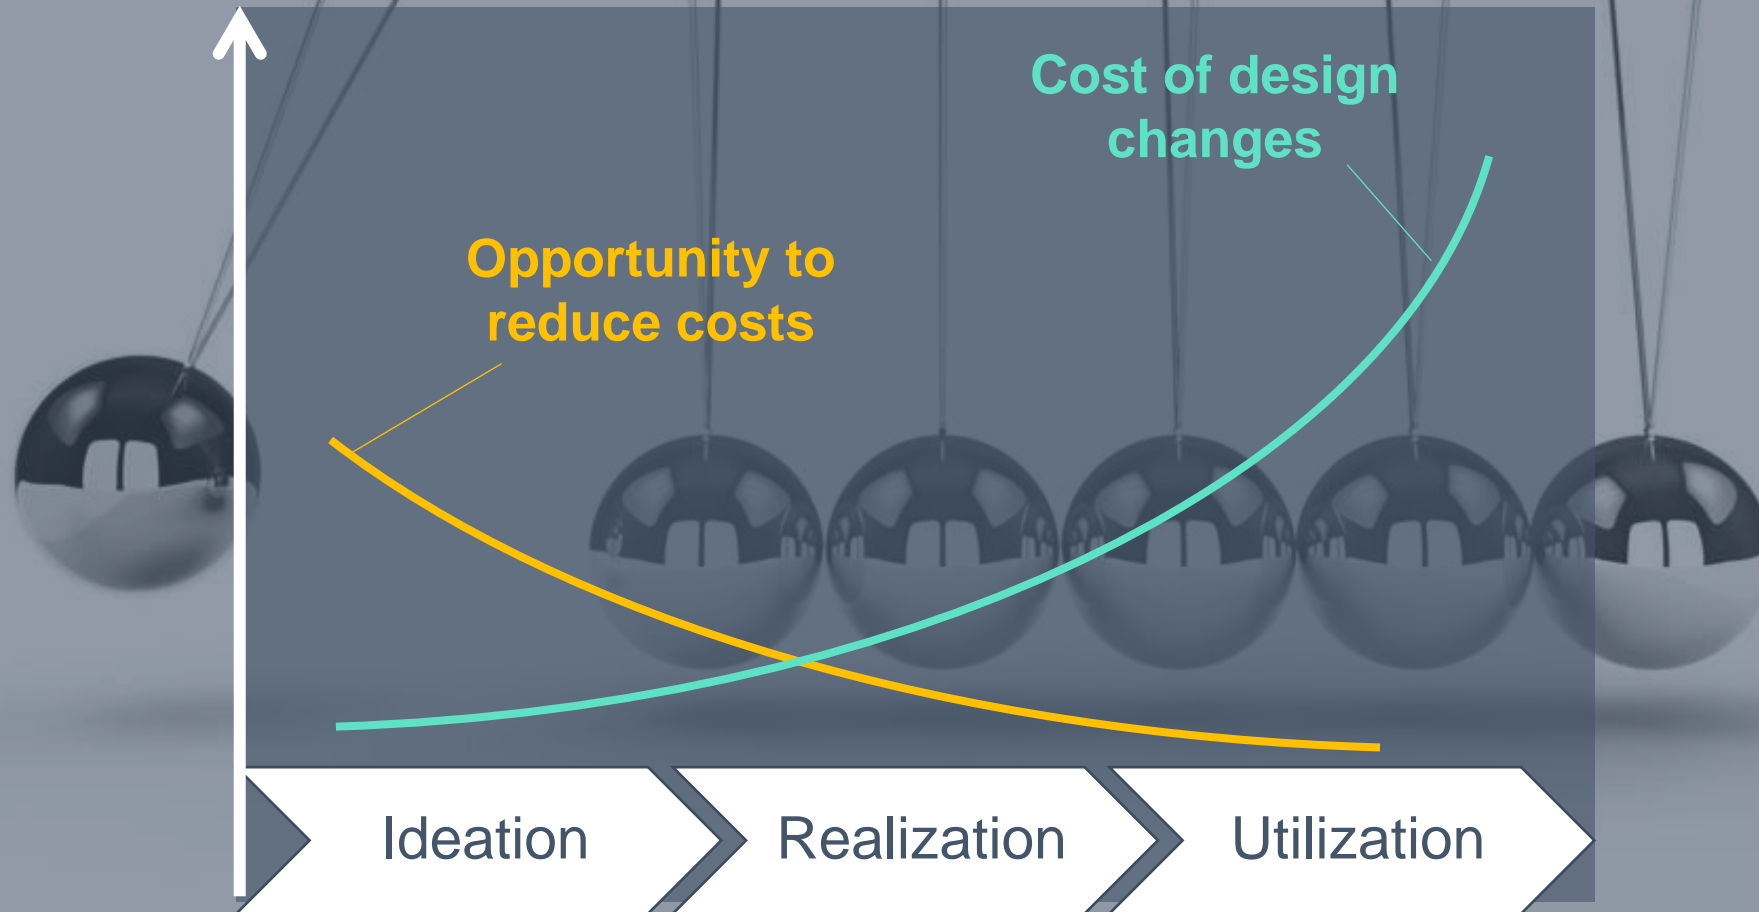 Cost of design
changes
Opportunity to
reduce costs
Ideation
Realization
Utilization